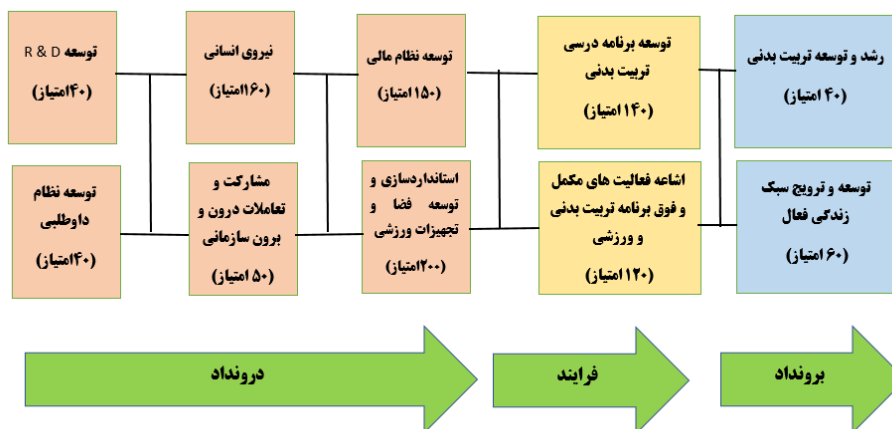 توسعه R & D
(۴۰امتیاز)
نیروی انسانی
(۱۶۰امتیاز)
توسعه نظام مالی
(۱۵۰ امتیاز)
توسعه برنامه درسی
تربیت بدنی
(۱۴۰ امتیاز)
رشد و توسعه تربیت بدنی
(۴۰ امتیاز)
توسعه نظام
داوطلبی
(۴۰امتیاز)
مشارکت و
تعاملات درون و
برون سازمانی
(۵۰ امتیاز)
استانداردسازی و
توسعه فضا و
تجهیزات ورزشی
(۲۰۰امتیاز)
اشاعه فعالیت های مکمل
و فوق برنامه تربیت بدنی
و ورزشی
(۱۲۰ امتیاز)
توسعه و ترویج سبک
زندگی فعال
(۶۰ امتیاز)
درونداد
فرایند
برونداد